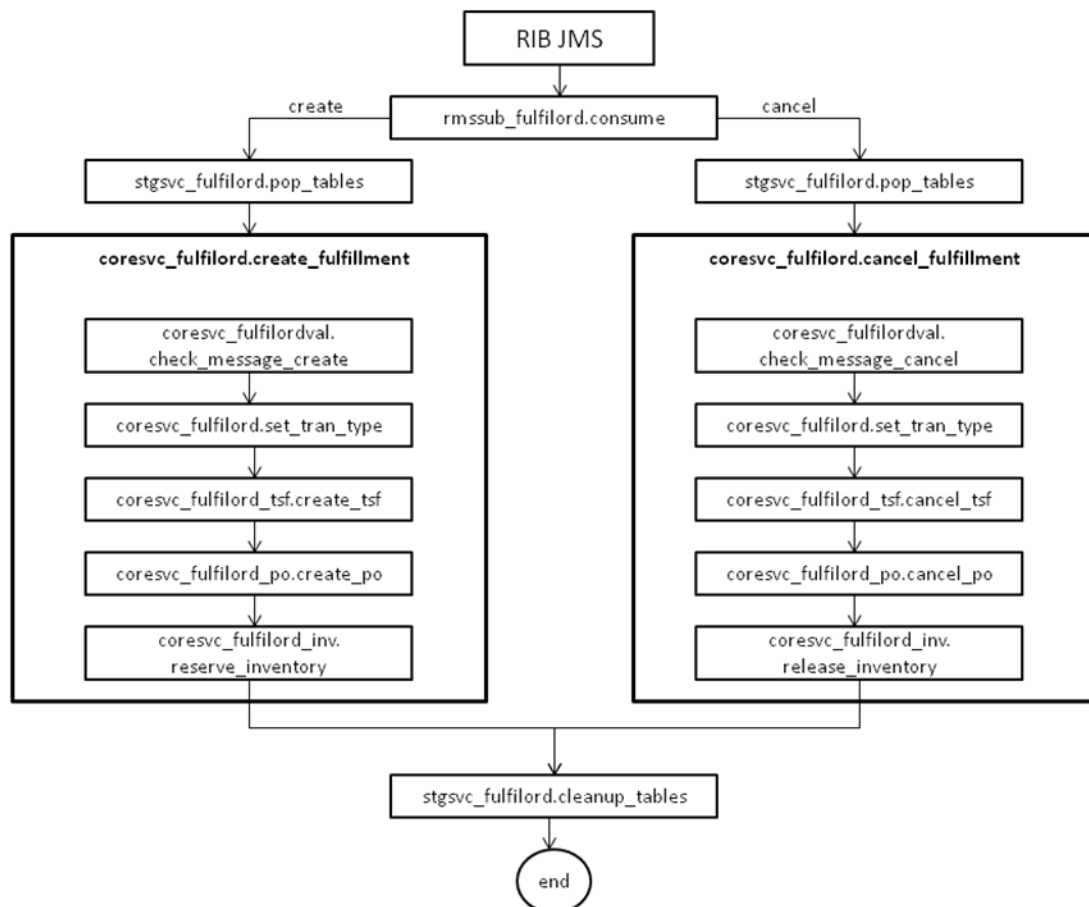 RIB JMS
create
rmssub_fulfilord.consume
cancel
stgsvc_fulfilord.pop_tables
stgsvc_fulfilord.pop_tables
coresvc_fulfilord.create_fulfillment
coresvc_fulfilordval.
check_message_create
coresvc_fulfilord.set_tran_type
coresvc_fulfilord_tsf.create_tsf
coresvc_fulfilord_po.create_po
coresvc_fulfilord_inv.
reserve_inventory
coresvc_fulfilord.cancel_fulfillment
coresvc_fulfilordval.
check_message_cancel
coresvc_fulfilord.set_tran_type
coresvc_fulfilord_tsf.cancel_tsf
coresvc_fulfilord_po.cancel_po
coresvc_fulfilord_inv.
release_inventory
stgsvc_fulfilord.cleanup_tables
end